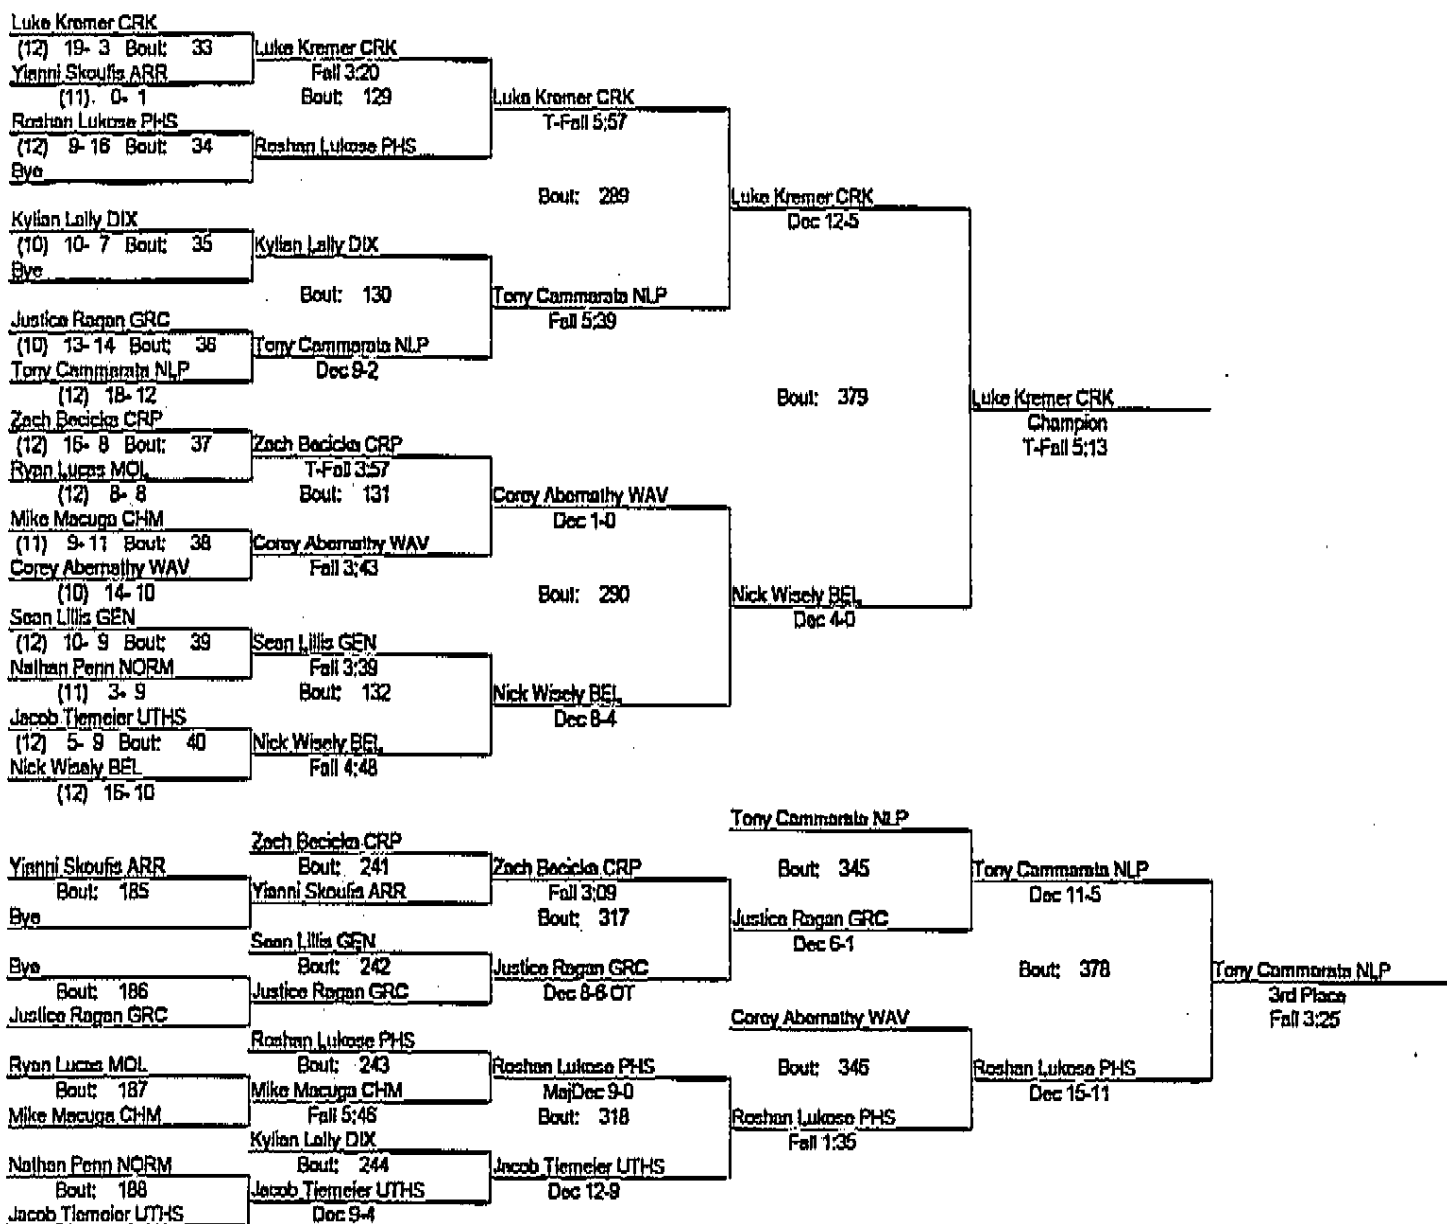 Luke Kremer CRK
(12) 19- 3 Bout: 33
Yianni Skoufis ARR
(11) 0- 1
Roshan Lukose PHS
(12) 9-16 Bout: 34
Bye
Kylian Lally DIX
(10) 10- 7 Bout: 35
Bye
Justice Ragan GRC
(10) 13-14 Bout: 36
Tony Cammarata NLP
(12) 18-12
Zach Becicka CRP
(12) 16- 8 Bout: 37
Ryan Lucas MOL
(12) 8- 8
Mike Macuga CHM
(11) 9-11 Bout: 38
Corey Abernathy WAV
(10) 14-10
Sean Lillis GEN
(12) 10- 9 Bout: 39
Nathan Penn NORM
(11) 3- 9
Jacob Tiemeier UTHS
(12) 5- 9 Bout: 40
Nick Wisely BEL
(12) 16-10
Luke Kremer CRK
Fall 3:20
Bout: 129
Roshan Lukose PHS
Kylian Lally DIX
Bout: 130
Tony Cammarata NLP
Dec 9-2
Zach Becicka CRP
T-Fall 3:57
Bout: 131
Corey Abernathy WAV
Fall 3:43
Sean Lillis GEN
Fall 3:39
Bout: 132
Nick Wisely BEL
Fall 4:48
Luke Kremer CRK
T-Fall 5:57
Bout: 289
Tony Cammarata NLP
Fall 5:39
Corey Abernathy WAV
Dec 1-0
Bout: 290
Nick Wisely BEL
Dec 8-4
Luke Kremer CRK
Dec 12-5
Bout: 379
Nick Wisely BEL
Dec 4-0
Luke Kremer CRK
Champion
T-Fall 5:13
Yianni Skoufis ARR
Bout: 185
Bye
Bye
Bout: 186
Justice Ragan GRC
Ryan Lucas MOL
Bout: 187
Mike Macuga CHM
Nathan Penn NORM
Bout: 188
Jacob Tiemeier UTHS
Zach Becicka CRP
Bout: 241
Yianni Skoufis ARR
Sean Lillis GEN
Bout: 242
Justice Ragan GRC
Roshan Lukose PHS
Bout: 243
Mike Macuga CHM
Fall 5:46
Kylian Lally DIX
Bout: 244
Jacob Tiemeier UTHS
Dec 9-4
Zach Becicka CRP
Fall 3:09
Bout: 317
Justice Ragan GRC
Dec 8-6 OT
Roshan Lukose PHS
MajDec 9-0
Bout: 318
Jacob Tiemeier UTHS
Dec 12-9
Tony Cammarata NLP
Bout: 345
Justice Ragan GRC
Dec 6-1
Corey Abernathy WAV
Bout: 346
Roshan Lukose PHS
Fall 1:35
Tony Cammarata NLP
Dec 11-5
Bout: 378
Roshan Lukose PHS
Dec 15-11
Tony Cammarata NLP
3rd Place
Fall 3:25